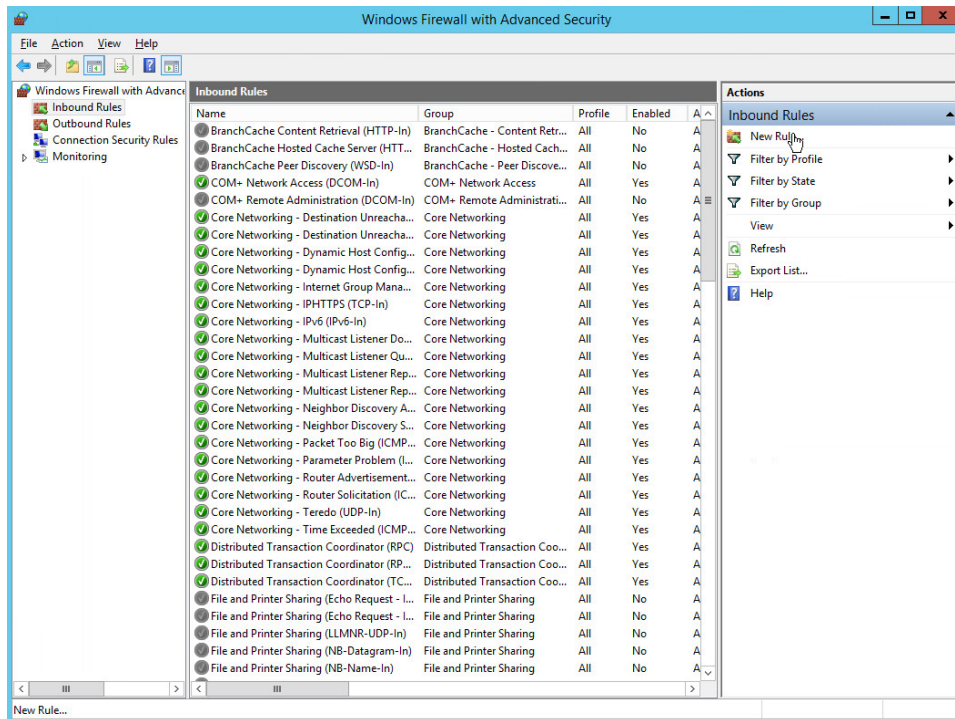 Windows Firewall with Advanced Security
File Action View Help
Windows Firewall with Advance
Inbound Rules
Outbound Rules
Connection Security Rules
Monitoring
Inbound Rules
Name Group Profile Enabled A
BranchCache Content Retrieval (HTTP-In) BranchCache - Content Retr... All No A
BranchCache Hosted Cache Server (HTT... BranchCache - Hosted Cach... All No A
BranchCache Peer Discovery (WSD-In) BranchCache - Peer Discove... All No A
COM+ Network Access (DCOM-In) COM+ Network Access All Yes A
COM+ Remote Administration (DCOM-In) COM+ Remote Administrati... All No A
Core Networking - Destination Unreacha... Core Networking All Yes A
Core Networking - Destination Unreacha... Core Networking All Yes A
Core Networking - Dynamic Host Config... Core Networking All Yes A
Core Networking - Dynamic Host Config... Core Networking All Yes A
Core Networking - Internet Group Mana... Core Networking All Yes A
Core Networking - IPHTTPS (TCP-In) Core Networking All Yes A
Core Networking - IPv6 (IPv6-In) Core Networking All Yes A
Core Networking - Multicast Listener Do... Core Networking All Yes A
Core Networking - Multicast Listener Qu... Core Networking All Yes A
Core Networking - Multicast Listener Rep... Core Networking All Yes A
Core Networking - Multicast Listener Rep... Core Networking All Yes A
Core Networking - Neighbor Discovery A... Core Networking All Yes A
Core Networking - Neighbor Discovery S... Core Networking All Yes A
Core Networking - Packet Too Big (ICMP... Core Networking All Yes A
Core Networking - Parameter Problem (I... Core Networking All Yes A
Core Networking - Router Advertisement... Core Networking All Yes A
Core Networking - Router Solicitation (IC... Core Networking All Yes A
Core Networking - Teredo (UDP-In) Core Networking All Yes A
Core Networking - Time Exceeded (ICMP... Core Networking All Yes A
Distributed Transaction Coordinator (RPC) Distributed Transaction Coo... All Yes A
Distributed Transaction Coordinator (RP... Distributed Transaction Coo... All Yes A
Distributed Transaction Coordinator (TC... Distributed Transaction Coo... All Yes A
File and Printer Sharing (Echo Request - I... File and Printer Sharing All No A
File and Printer Sharing (Echo Request - I... File and Printer Sharing All No A
File and Printer Sharing (LLMNR-UDP-In) File and Printer Sharing All No A
File and Printer Sharing (NB-Datagram-In) File and Printer Sharing All No A
File and Printer Sharing (NB-Name-In) File and Printer Sharing All No A
Actions
Inbound Rules
New Rule...
Filter by Profile
Filter by State
Filter by Group
View
Refresh
Export List...
Help
New Rule...